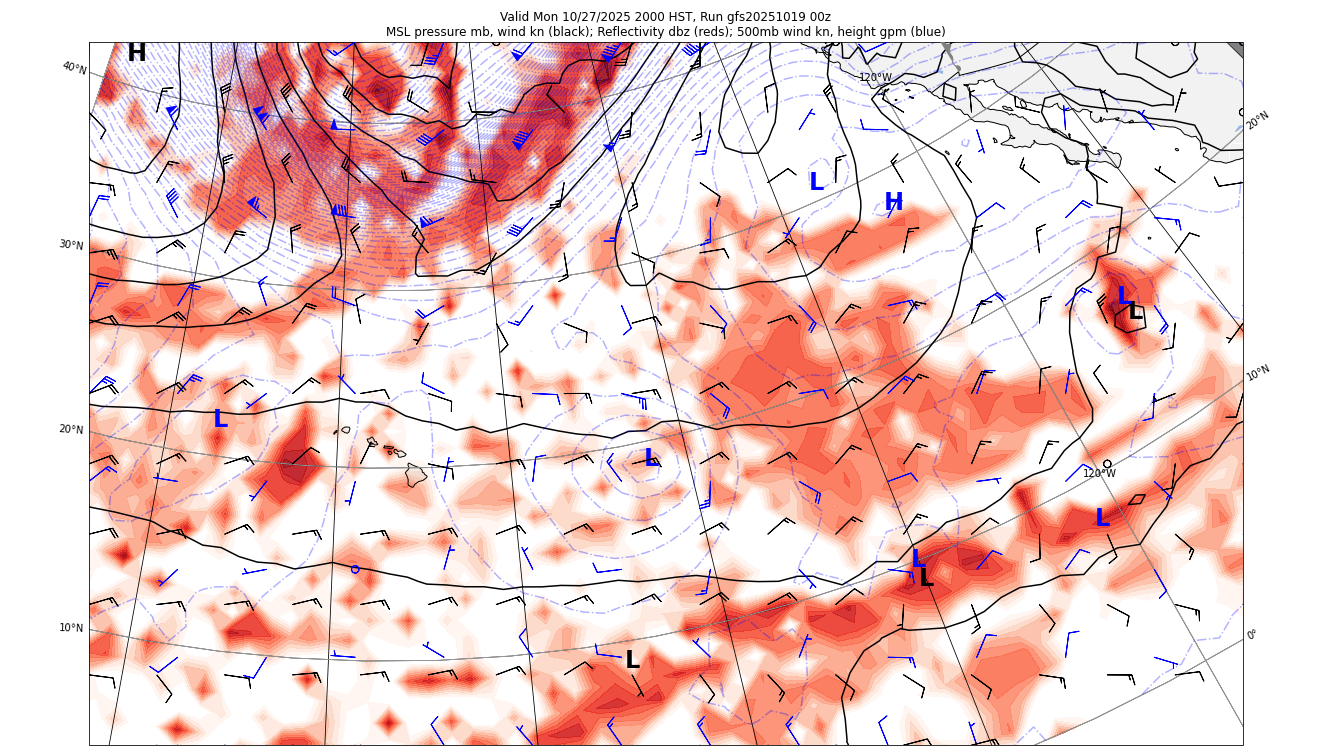 Valid Mon 10/27/2025 2000 HST, Run gfs20251019 00z
MSL pressure mb, wind kn (black); Reflectivity dbz (reds); 500mb wind kn, height gpm (blue)
H
40°N
120°W
20°N
L
H
30°N
L
L
10°N
L
20°N
L
120°W
L
L
L
10°N
0°
L